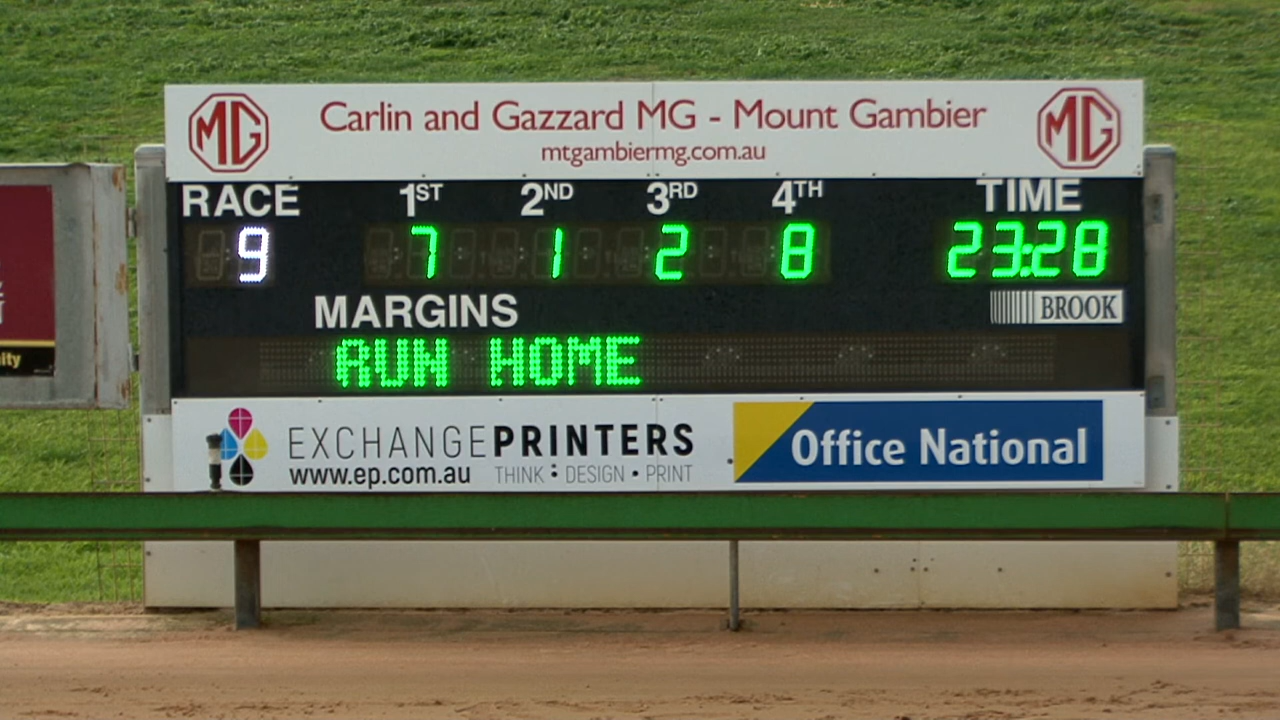 MG Carlin and Gazzard MG - Mount Gambier MG
mtgambiermg.com.au
RACE 1ST 2ND 3RD 4TH TIME
9 7 1 2 8 23:28
MARGINS BROOK
RUN HOME
ity
EXCHANGEPRINTERS
www.ep.com.au THINK : DESIGN • PRINT
Office National